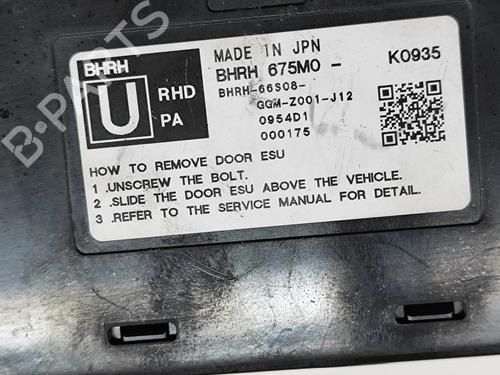 MADE IN JPN
BHRH
BHRH 675M0 -
K0935
U
RHD
PA
BHRH-66S08-
GGM-Z001-J12
0954D1
000175
HOW TO REMOVE DOOR ESU
1 .UNSCREW THE BOLT.
2 .SLIDE THE DOOR ESU ABOVE THE VEHICLE.
3 .REFER TO THE SERVICE MANUAL FOR DETAIL.
B-PARTS